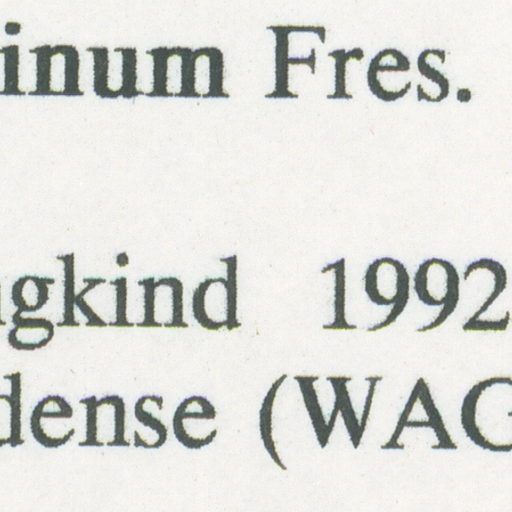 inum Fres.
gkind 1992
dense (WAG